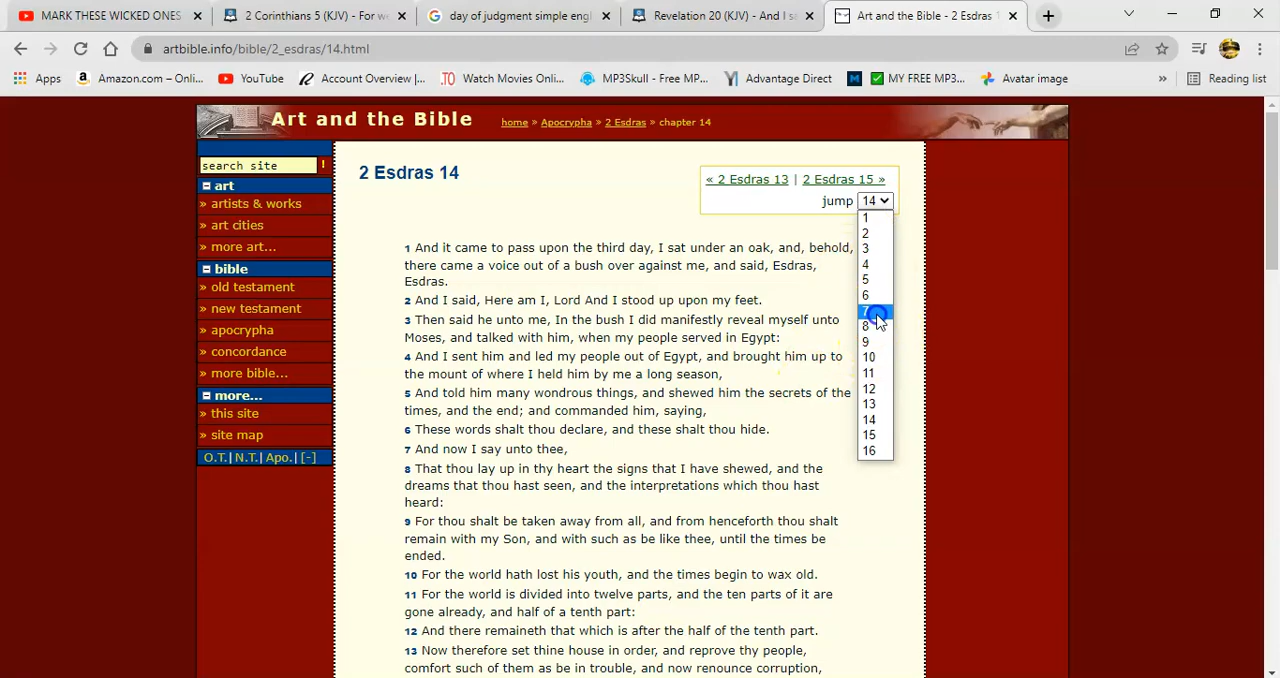 MARK THESE WICKED ONES
2 Corinthians 5 (KJV) - For w
day of judgment simple engl
Revelation 20 (KJV) - And I s
Art and the Bible - 2 Esdras
artbible.info/bible/2_esdras/14.html
Apps
Amazon.com – Onli...
YouTube
Account Overview |...
Watch Movies Onlin...
MP3Skull - Free MP...
Advantage Direct
MY FREE MP3...
Avatar image
»
Reading list
Art and the Bible
home » Apocrypha » 2 Esdras » chapter 14
search site !
art
» artists & works
» art cities
» more art...
bible
» old testament
» new testament
» apocrypha
» concordance
» more bible...
more...
» this site
» site map
O.T.| N.T.| Apo.| [-]
2 Esdras 14
« 2 Esdras 13 | 2 Esdras 15 »
jump 14
1
2
3
4
5
6
7
8
9
10
11
12
13
14
15
16
1 And it came to pass upon the third day, I sat under an oak, and, behold,
there came a voice out of a bush over against me, and said, Esdras,
Esdras.
2 And I said, Here am I, Lord And I stood up upon my feet.
3 Then said he unto me, In the bush I did manifestly reveal myself unto
Moses, and talked with him, when my people served in Egypt:
4 And I sent him and led my people out of Egypt, and brought him up to
the mount of where I held him by me a long season,
5 And told him many wondrous things, and shewed him the secrets of the
times, and the end; and commanded him, saying,
6 These words shalt thou declare, and these shalt thou hide.
7 And now I say unto thee,
8 That thou lay up in thy heart the signs that I have shewed, and the
dreams that thou hast seen, and the interpretations which thou hast
heard:
9 For thou shalt be taken away from all, and from henceforth thou shalt
remain with my Son, and with such as be like thee, until the times be
ended.
10 For the world hath lost his youth, and the times begin to wax old.
11 For the world is divided into twelve parts, and the ten parts of it are
gone already, and half of a tenth part:
12 And there remaineth that which is after the half of the tenth part.
13 Now therefore set thine house in order, and reprove thy people,
comfort such of them as be in trouble, and now renounce corruption,